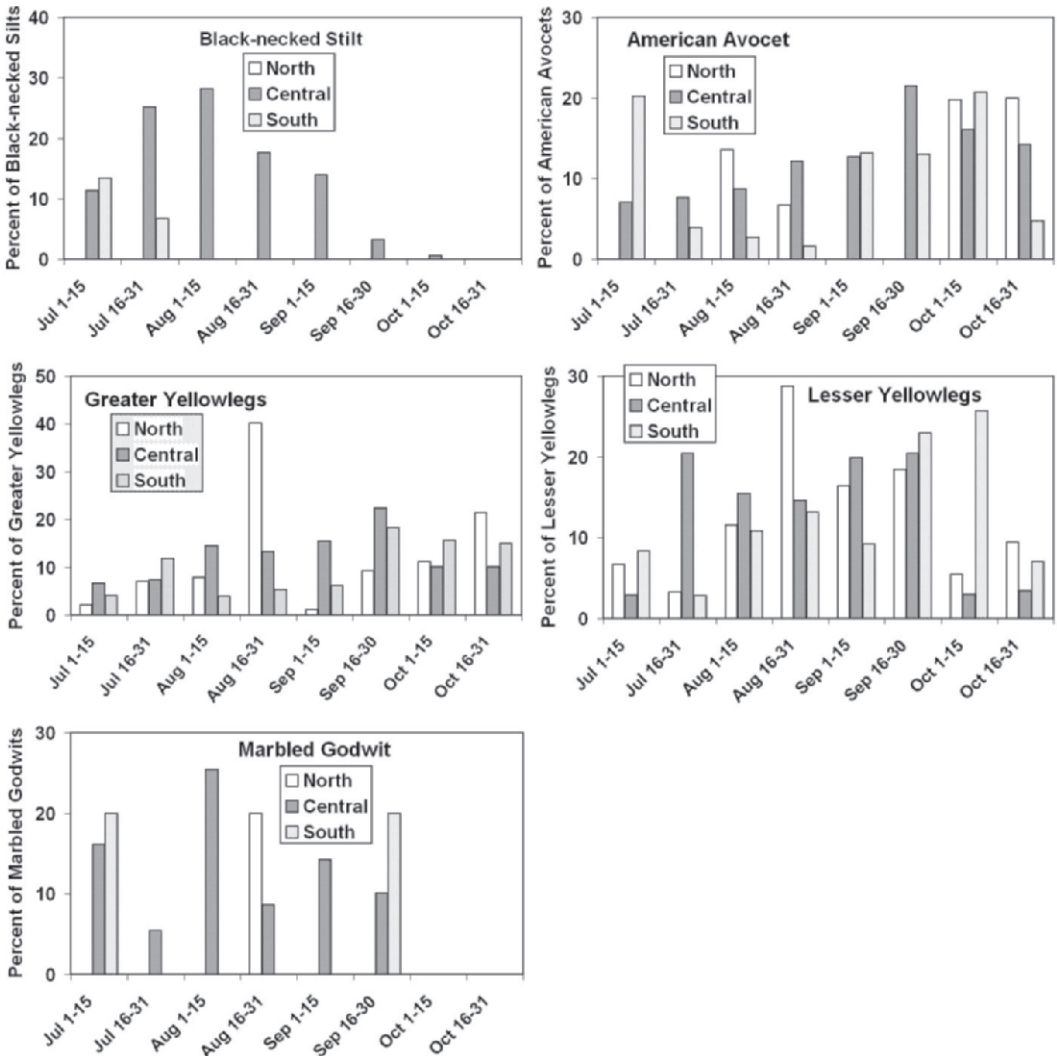 Percent of Black-necked Silts
40
30
20
10
0
Black-necked Stilt
North
Central
South
Jul 1-15
Jul 16-31
Aug 1-15
Aug 16-31
Sep 1-15
Sep 16-30
Oct 1-15
Oct 16-31
Percent of American Avocets
30
20
10
0
American Avocet
North
Central
South
Jul 1-15
Jul 16-31
Aug 1-15
Aug 16-31
Sep 1-15
Sep 16-30
Oct 1-15
Oct 16-31
Percent of Greater Yellowlegs
50
40
30
20
10
0
Greater Yellowlegs
North
Central
South
Jul 1-15
Jul 16-31
Aug 1-15
Aug 16-31
Sep 1-15
Sep 16-30
Oct 1-15
Oct 16-31
Percent of Lesser Yellowlegs
30
20
10
0
North
Central
South
Lesser Yellowlegs
Jul 1-15
Jul 16-31
Aug 1-15
Aug 16-31
Sep 1-15
Sep 16-30
Oct 1-15
Oct 16-31
Percent of Marbled Godwits
30
20
10
0
Marbled Godwit
North
Central
South
Jul 1-15
Jul 16-31
Aug 1-15
Aug 16-31
Sep 1-15
Sep 16-30
Oct 1-15
Oct 16-31